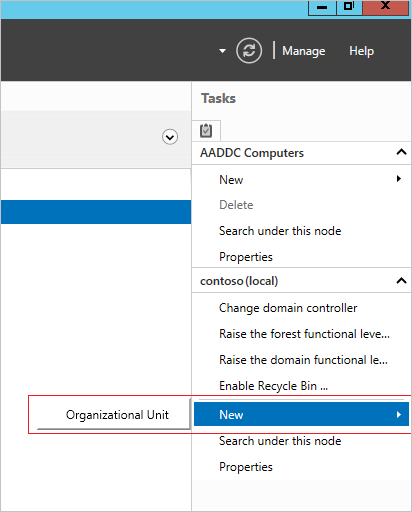 Manage Help
Tasks
AADDC Computers
New
Delete
Search under this node
Properties
contoso (local)
Change domain controller
Raise the forest functional leve...
Raise the domain functional le...
Enable Recycle Bin ...
Organizational Unit
New
Search under this node
Properties